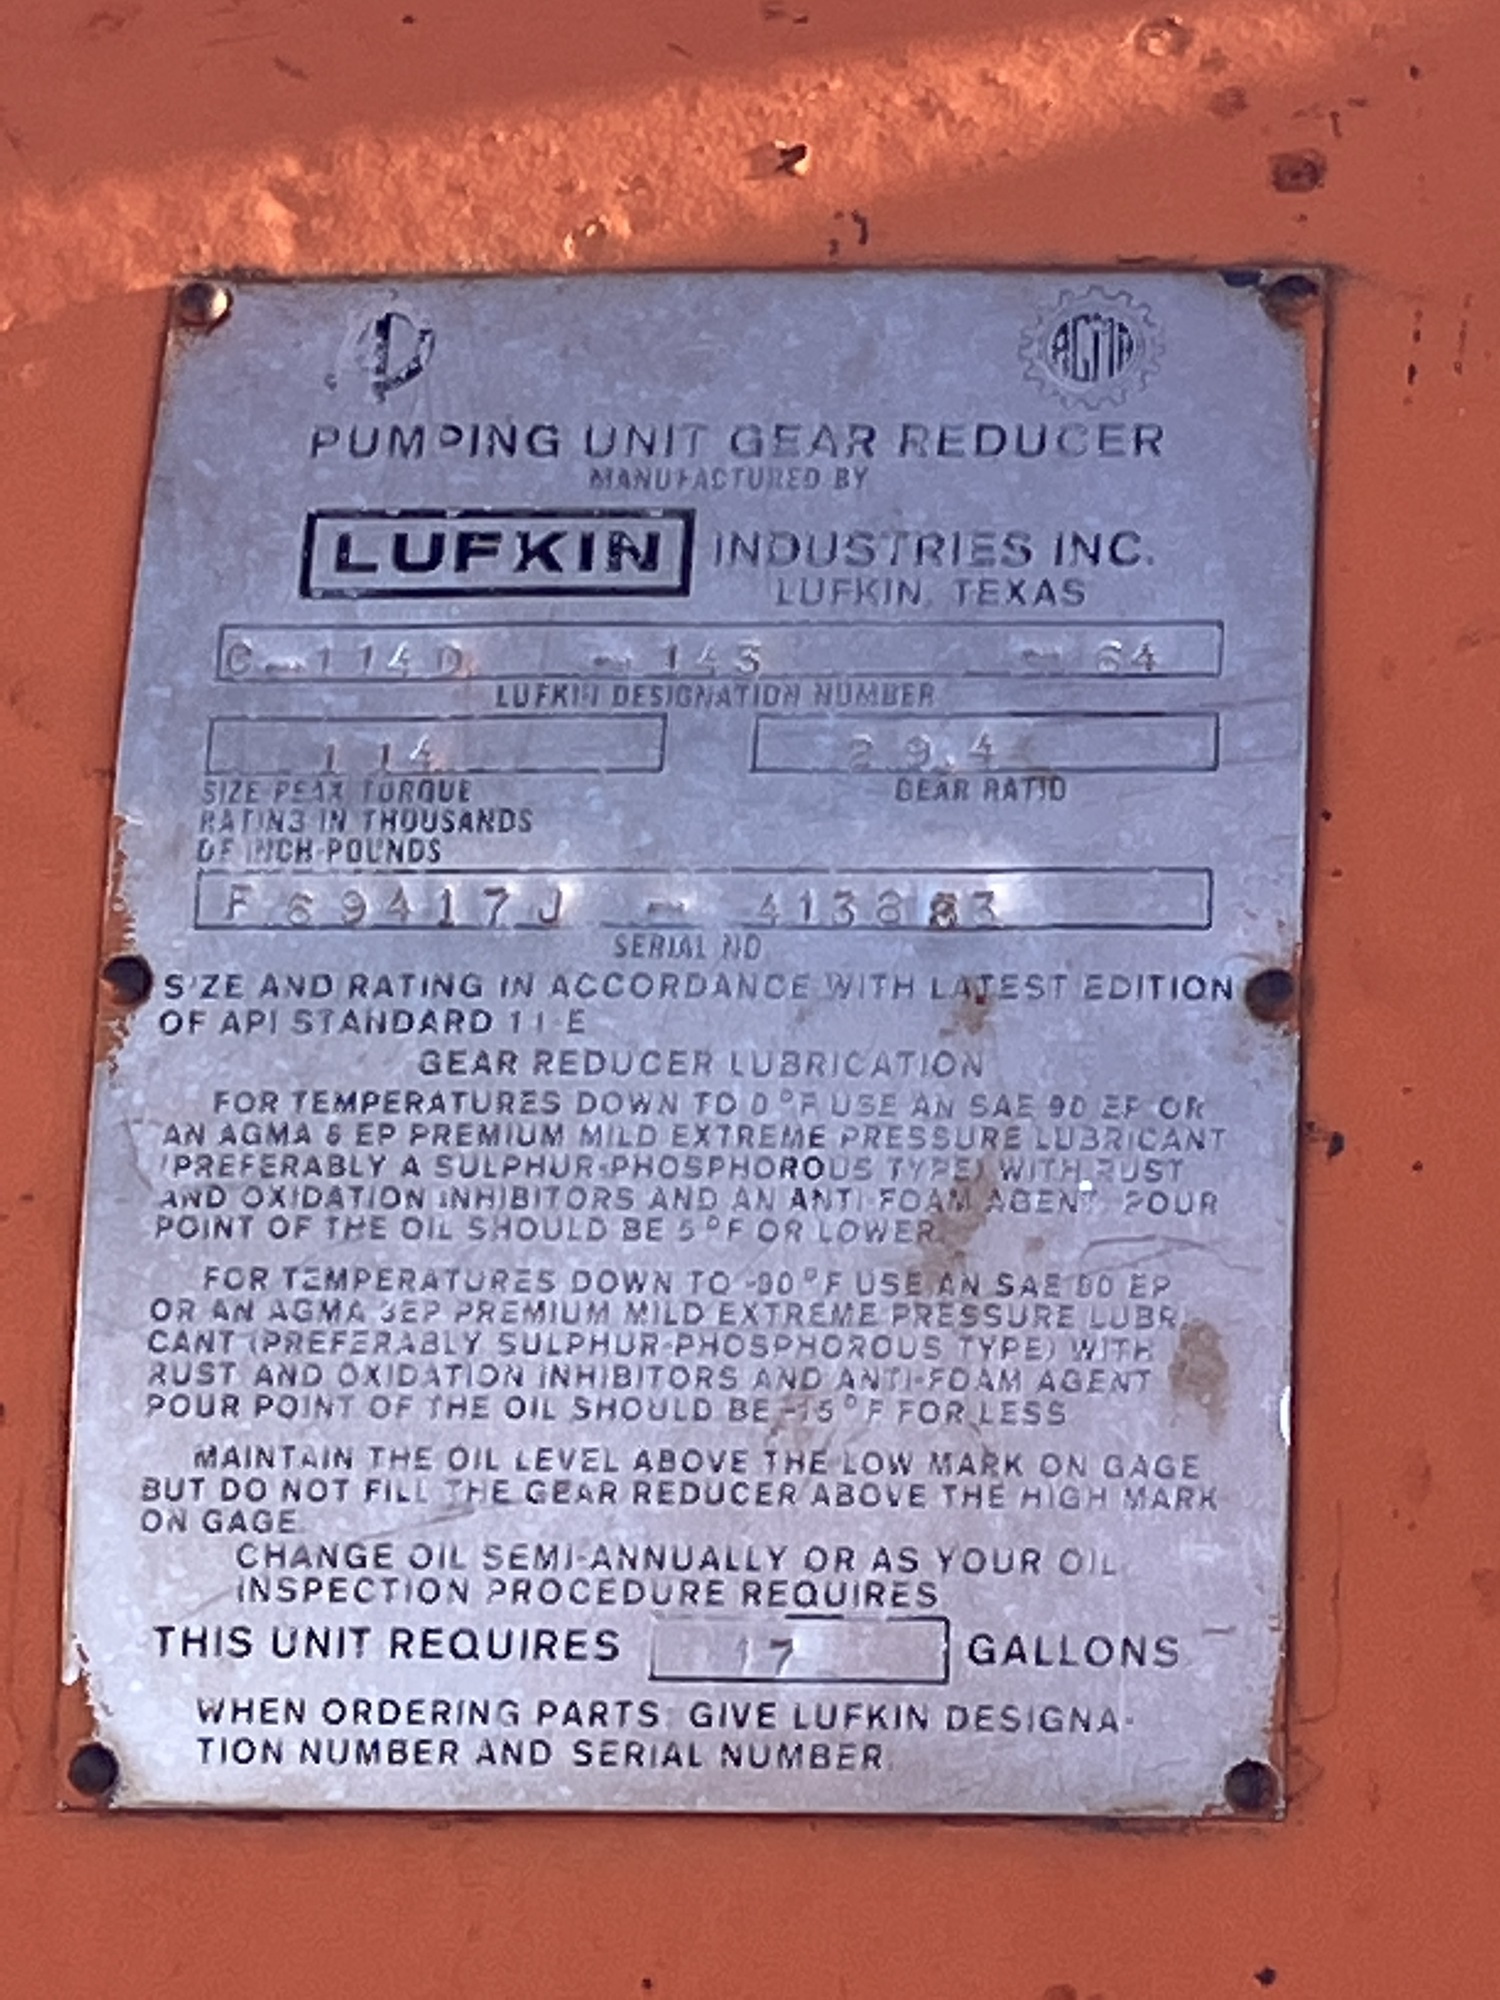 AGMA
PUMPING UNIT GEAR REDUCER
MANUFACTURED BY
LUFKIN INDUSTRIES INC.
LUFKIN, TEXAS
C-114D - 143 - 64
LUFKIN DESIGNATION NUMBER
114 29.4
SIZE PEAK TORQUE GEAR RATIO
RATING IN THOUSANDS
OF INCH-POUNDS
F69417J - 413883
SERIAL NO
SIZE AND RATING IN ACCORDANCE WITH LATEST EDITION
OF API STANDARD 11-E
GEAR REDUCER LUBRICATION
FOR TEMPERATURES DOWN TO 0°F USE AN SAE 90 EP OR
AN AGMA 6 EP PREMIUM MILD EXTREME PRESSURE LUBRICANT
(PREFERABLY A SULPHUR-PHOSPHOROUS TYPE) WITH RUST
AND OXIDATION INHIBITORS AND AN ANTI-FOAM AGENT. POUR
POINT OF THE OIL SHOULD BE 5°F OR LOWER.
FOR TEMPERATURES DOWN TO -30°F USE AN SAE 80 EP
OR AN AGMA 3EP PREMIUM MILD EXTREME PRESSURE LUBRI-
CANT (PREFERABLY SULPHUR-PHOSPHOROUS TYPE) WITH
RUST AND OXIDATION INHIBITORS AND ANTI-FOAM AGENT
POUR POINT OF THE OIL SHOULD BE -15°F FOR LESS
MAINTAIN THE OIL LEVEL ABOVE THE LOW MARK ON GAGE
BUT DO NOT FILL THE GEAR REDUCER ABOVE THE HIGH MARK
ON GAGE
CHANGE OIL SEMI-ANNUALLY OR AS YOUR OIL
INSPECTION PROCEDURE REQUIRES
THIS UNIT REQUIRES 17 GALLONS
WHEN ORDERING PARTS, GIVE LUFKIN DESIGNA-
TION NUMBER AND SERIAL NUMBER